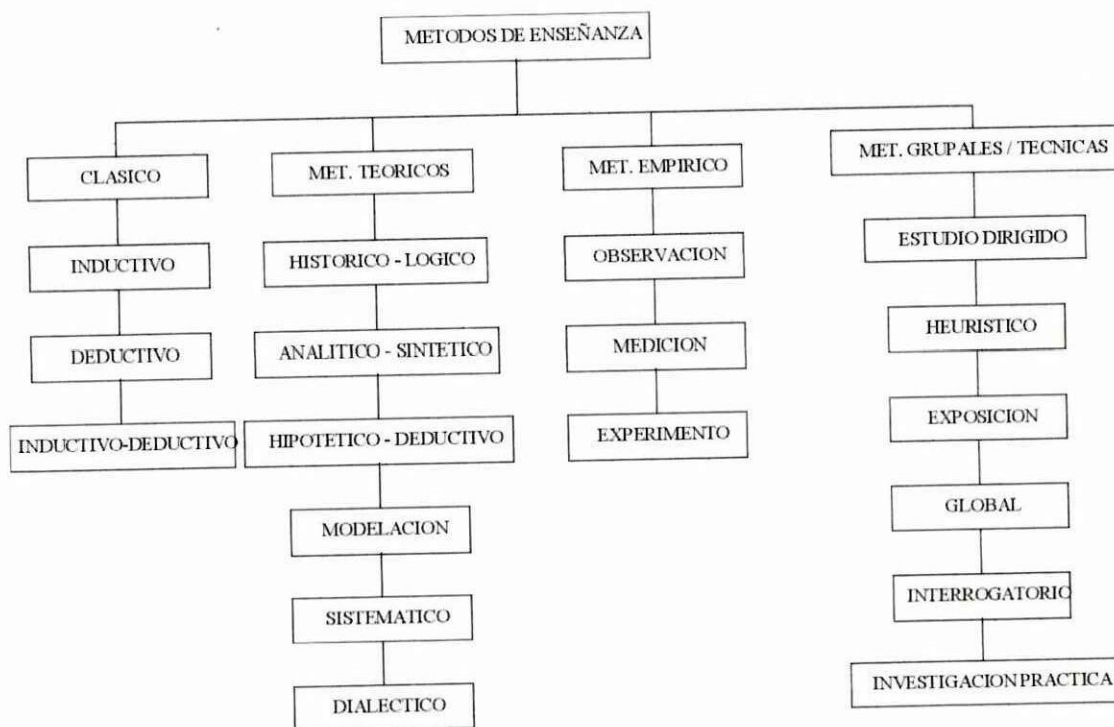 METODOS DE ENSEÑANZA
CLASICO
INDUCTIVO
DEDUCTIVO
INDUCTIVO-DEDUCTIVO
MET. TEORICOS
HISTORICO - LOGICO
ANALITICO - SINTETICO
HIPOTETICO - DEDUCTIVO
MODELACION
SISTEMATICO
DIALECTICO
MET. EMPIRICO
OBSERVACION
MEDICION
EXPERIMENTO
MET. GRUPALES / TECNICAS
ESTUDIO DIRIGIDO
HEURISTICO
EXPOSICION
GLOBAL
INTERROGATORIO
INVESTIGACION PRACTICA